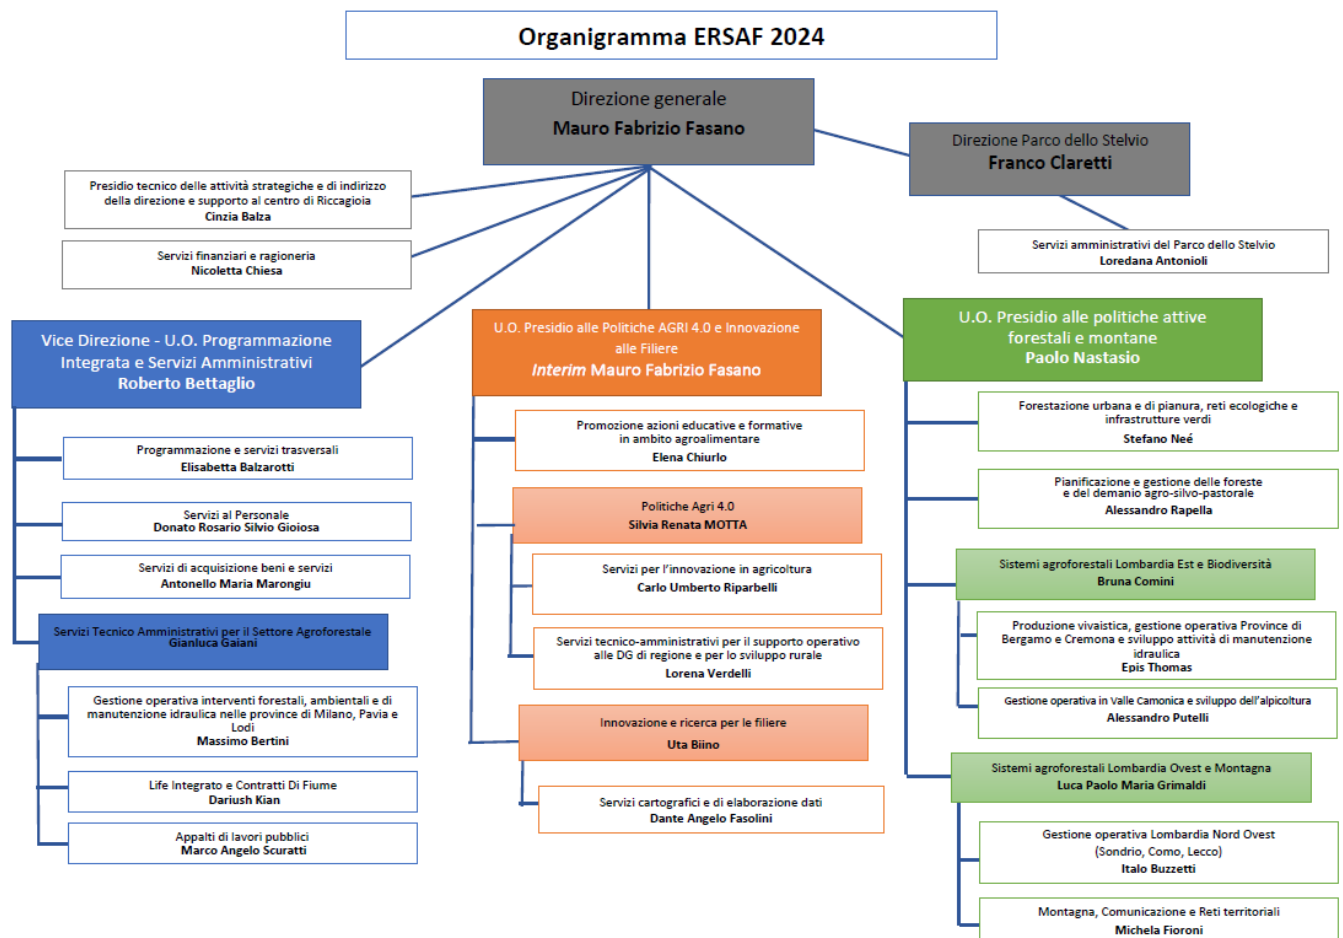 Organigramma ERSAF 2024
Direzione generale
Mauro Fabrizio Fasano
Direzione Parco dello Stelvio
Franco Claretti
Presidio tecnico delle attività strategiche e di indirizzo
della direzione e supporto al centro di Riccagioia
Cinzia Balza
Servizi finanziari e ragioneria
Nicoletta Chiesa
Servizi amministrativi del Parco dello Stelvio
Loredana Antonioli
Vice Direzione - U.O. Programmazione
Integrata e Servizi Amministrativi
Roberto Bettaglio
Programmazione e servizi trasversali
Elisabetta Balzarotti
Servizi al Personale
Donato Rosario Silvio Gioiosa
Servizi di acquisizione beni e servizi
Antonello Maria Marongiu
Servizi Tecnico Amministrativi per il Settore Agroforestale
Gianluca Gaiani
Gestione operativa interventi forestali, ambientali e di
manutenzione idraulica nelle province di Milano, Pavia e
Lodi
Massimo Bertini
Life Integrato e Contratti Di Fiume
Dariush Kian
Appalti di lavori pubblici
Marco Angelo Scuratti
U.O. Presidio alle Politiche AGRI 4.0 e Innovazione
alle Filiere
Interim Mauro Fabrizio Fasano
Promozione azioni educative e formative
in ambito agroalimentare
Elena Chiurlo
Politiche Agri 4.0
Silvia Renata MOTTA
Servizi per l'innovazione in agricoltura
Carlo Umberto Riparbelli
Servizi tecnico-amministrativi per il supporto operativo
alle DG di regione e per lo sviluppo rurale
Lorena Verdelli
Innovazione e ricerca per le filiere
Uta Biino
Servizi cartografici e di elaborazione dati
Dante Angelo Fasolini
U.O. Presidio alle politiche attive
forestali e montane
Paolo Nastasio
Forestazione urbana e di pianura, reti ecologiche e
infrastrutture verdi
Stefano Neé
Pianificazione e gestione delle foreste
e del demanio agro-silvo-pastorale
Alessandro Rapella
Sistemi agroforestali Lombardia Est e Biodiversità
Bruna Comini
Produzione vivaistica, gestione operativa Province di
Bergamo e Cremona e sviluppo attività di manutenzione
idraulica
Epis Thomas
Gestione operativa in Valle Camonica e sviluppo dell'alpicoltura
Alessandro Putelli
Sistemi agroforestali Lombardia Ovest e Montagna
Luca Paolo Maria Grimaldi
Gestione operativa Lombardia Nord Ovest
(Sondrio, Como, Lecco)
Italo Buzzetti
Montagna, Comunicazione e Reti territoriali
Michela Fioroni